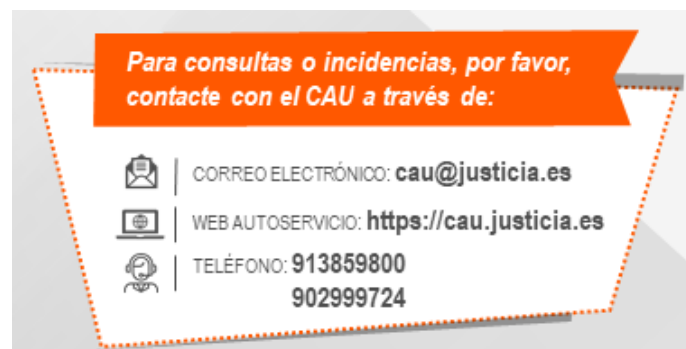 Para consultas o incidencias, por favor,
contacte con el CAU a través de:
CORREO ELECTRÓNICO: cau@justicia.es
WEB AUTOSERVICIO: https://cau.justicia.es
TELÉFONO: 913859800
902999724